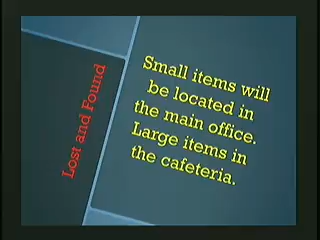 Lost and Found
Small items will
be located in
the main office.
Large items in
the cafeteria.